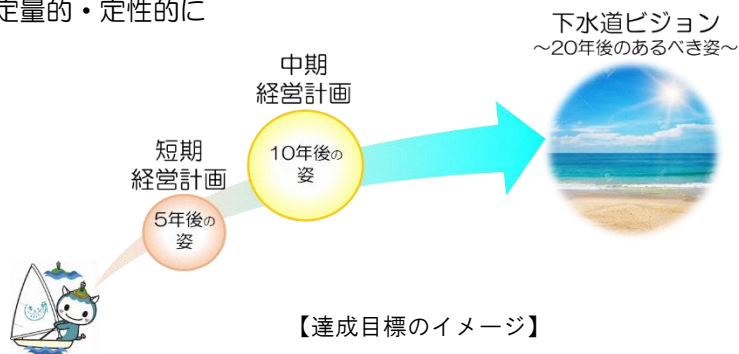 定量的・定性的に
下水道ビジョン
～20年後のあるべき姿～
中期
経営計画
10年後の
姿
短期
経営計画
5年後の
姿
【達成目標のイメージ】